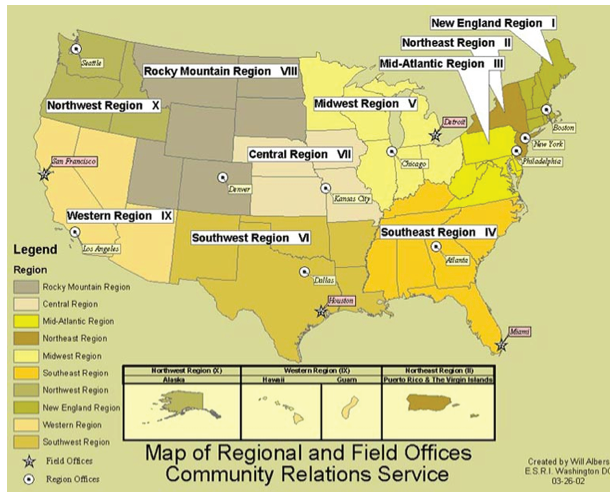 New England Region I
Northeast Region II
Mid-Atlantic Region III
Seattle
Rocky Mountain Region VIII
Northwest Region X
Midwest Region V
Detroit
Boston
San Francisco
Central Region VII
Chicago
New York
Philadelphia
Denver
Kansas City
Western Region IX
Los Angeles
Southwest Region VI
Southeast Region IV
Atlanta
Dallas
Houston
Miami
Legend
Region
Rocky Mountain Region
Central Region
Mid-Atlantic Region
Northeast Region
Midwest Region
Southeast Region
Northwest Region
New England Region
Western Region
Southwest Region
Field Offices
Region Offices
Northwest Region (X)
Alaska
Western Region (IX)
Hawaii
Guam
Northeast Region (II)
Puerto Rico & The Virgin Islands
Map of Regional and Field Offices
Community Relations Service
Created by Will Albers
E.S.R.I. Washington DC
03-26-02